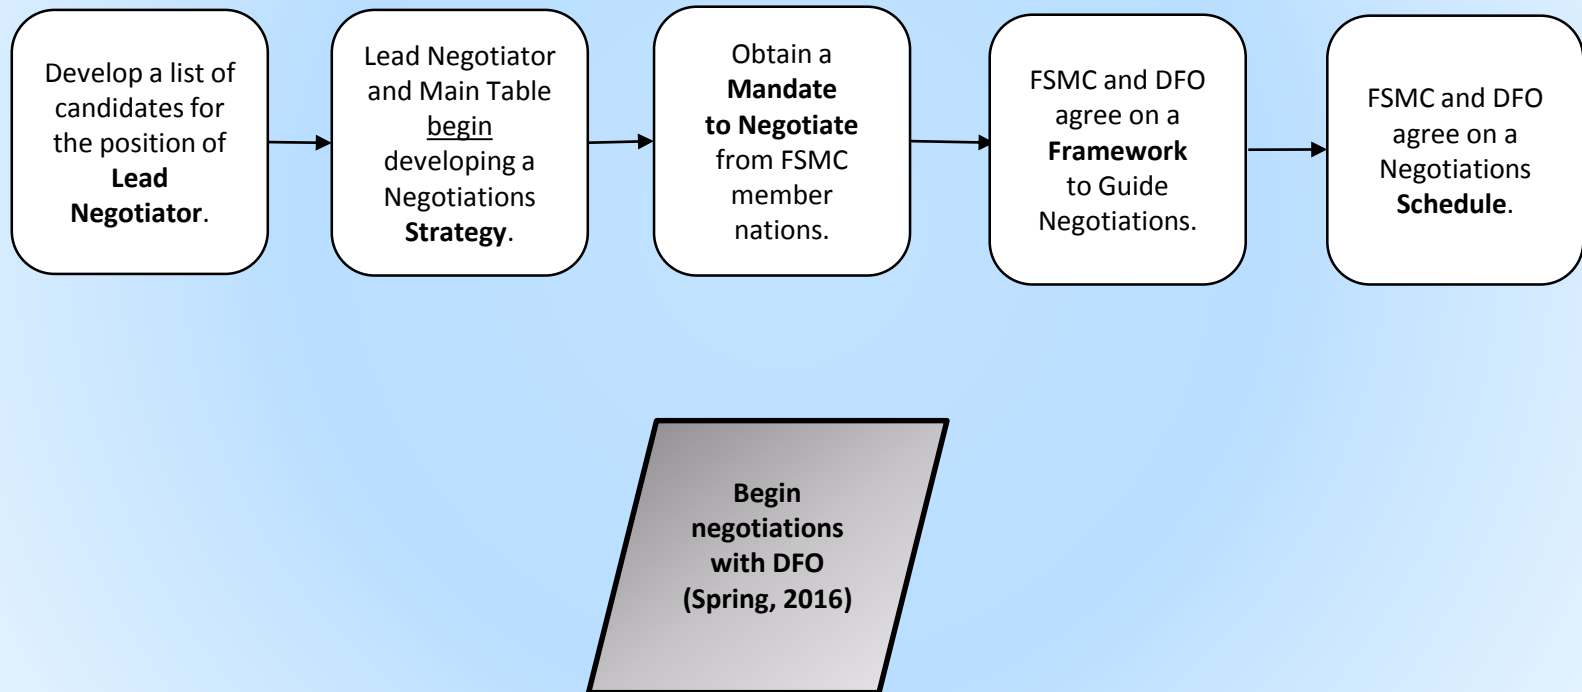 Develop a list of
candidates for
the position of
Lead
Negotiator.
Lead Negotiator
and Main Table
begin
developing a
Negotiations
Strategy.
Obtain a
Mandate
to Negotiate
from FSMC
member
nations.
FSMC and DFO
agree on a
Framework
to Guide
Negotiations.
FSMC and DFO
agree on a
Negotiations
Schedule.
Begin
negotiations
with DFO
(Spring, 2016)